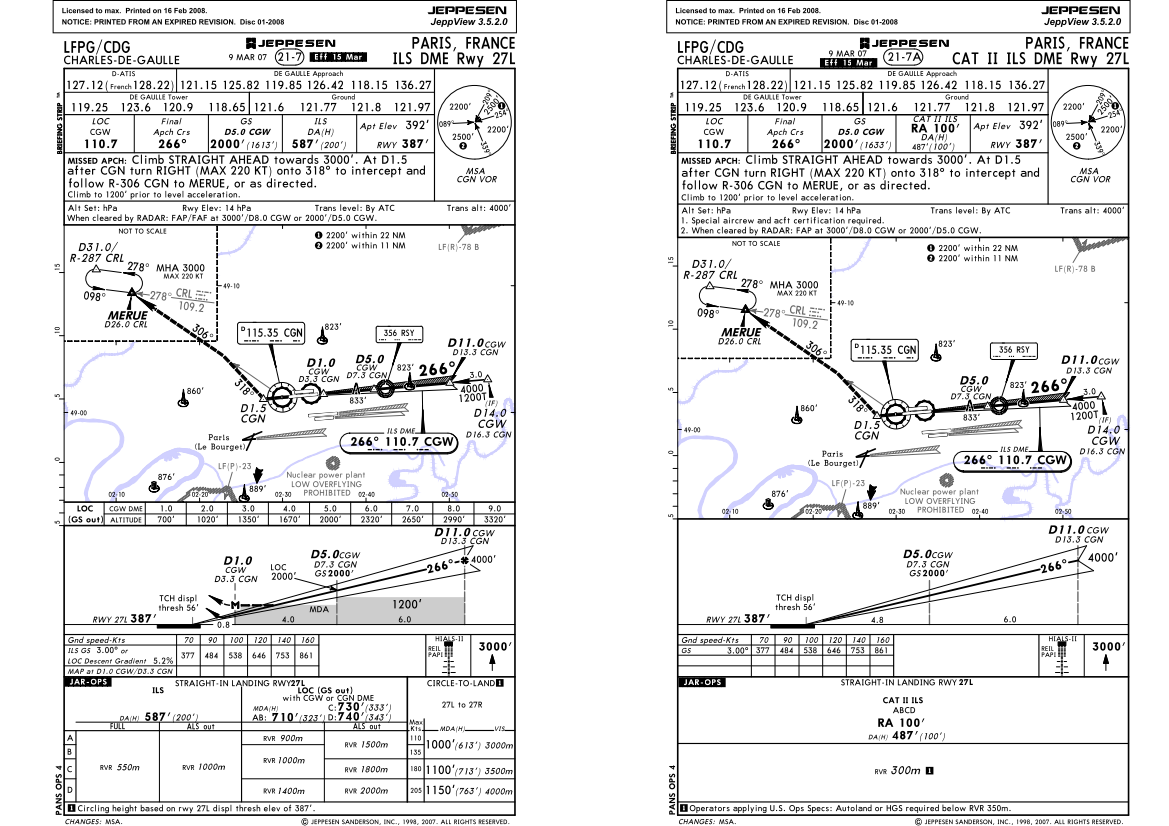 Licensed to max. Printed on 16 Feb 2008.
NOTICE: PRINTED FROM AN EXPIRED REVISION. Disc 01-2008
JEPPESEN
JeppView 3.5.2.0
LFPG/CDG
CHARLES-DE-GAULLE
JEPPESEN
9 MAR 07 21-7 Eff 15 Mar
PARIS, FRANCE
ILS DME Rwy 27L
BRIEFING STRIP
D-ATIS
DE GAULLE Approach
127.12 (French 128.22) 121.15 125.82 119.85 126.42 118.15 136.27
DE GAULLE Tower
Ground
119.25 123.6 120.9 118.65 121.6 121.77 121.8 121.97
LOC
CGW
110.7
Final
Apch Crs
266°
GS
D5.0 CGW
2000' (1613')
ILS
DA(H)
587' (200')
Apt Elev 392'
RWY 387'
MISSED APCH: Climb STRAIGHT AHEAD towards 3000'. At D1.5
after CGN turn RIGHT (MAX 220 KT) onto 318° to intercept and
follow R-306 CGN to MERUE, or as directed.
Climb to 1200' prior to level acceleration.
2200'
209°
2500'
254°
089°
2200'
2500'
339°
MSA
CGN VOR
Alt Set: hPa Rwy Elev: 14 hPa Trans level: By ATC Trans alt: 4000'
When cleared by RADAR: FAP/FAF at 3000'/D8.0 CGW or 2000'/D5.0 CGW.
NOT TO SCALE
1 2200' within 22 NM
2 2200' within 11 NM
LF(R)-78 B
D31.0/
R-287 CRL
278°
MHA 3000
MAX 220 KT
098°
278° CRL
109.2
MERUE
D26.0 CRL
49-10
306°
D 115.35 CGN
823'
356 RSY
D11.0 CGW
D13.3 CGN
D1.0
CGW
D3.3 CGN
D5.0
CGW
D7.3 CGN
823'
266°
3.0
4000
1200T
(IF)
D14.0
CGW
D16.3 CGN
318°
833'
860'
D1.5
CGN
49-00
ILS DME
266° 110.7 CGW
Paris
(Le Bourget)
LF(P)-23
Nuclear power plant
LOW OVERFLYING
PROHIBITED
876'
889'
02-10 02-20 02-30 02-40 02-50
15
10
5
0
5
LOC
(GS out)
CGW DME 1.0 2.0 3.0 4.0 5.0 6.0 7.0 8.0 9.0
ALTITUDE 700' 1020' 1350' 1670' 2000' 2320' 2650' 2990' 3320'
D1.0
CGW
D3.3 CGN
LOC
2000'
D5.0 CGW
D7.3 CGN
GS 2000'
D11.0 CGW
D13.3 CGN
266°
4000'
TCH displ
thresh 56'
M
MDA
1200'
RWY 27L 387'
0.8 4.0 6.0
Gnd speed-Kts 70 90 100 120 140 160
ILS GS 3.00° or
LOC Descent Gradient 5.2%
377 484 538 646 753 861
MAP at D1.0 CGW/D3.3 CGN
HIALS-II
REIL
PAPI
3000'
JAR-OPS
STRAIGHT-IN LANDING RWY 27L
CIRCLE-TO-LAND 1
ILS
DA(H) 587' (200')
LOC (GS out)
with CGW or CGN DME
MDA(H) C: 730' (333')
AB: 710' (323') D: 740' (343')
27L to 27R
FULL ALS out ALS out
Max
Kts.
MDA(H) VIS
A
B
C
D
RVR 550m
RVR 1000m
RVR 900m
RVR 1000m
RVR 1400m
RVR 1500m
RVR 1800m
RVR 2000m
110
135
1000' (613') 3000m
180 1100' (713') 3500m
205 1150' (763') 4000m
PANS OPS 4
1 Circling height based on rwy 27L displ thresh elev of 387'.
CHANGES: MSA.
© JEPPESEN SANDERSON, INC., 1998, 2007. ALL RIGHTS RESERVED.
Licensed to max. Printed on 16 Feb 2008.
NOTICE: PRINTED FROM AN EXPIRED REVISION. Disc 01-2008
JEPPESEN
JeppView 3.5.2.0
LFPG/CDG
CHARLES-DE-GAULLE
JEPPESEN
9 MAR 07 21-7A
Eff 15 Mar
PARIS, FRANCE
CAT II ILS DME Rwy 27L
BRIEFING STRIP
D-ATIS
DE GAULLE Approach
127.12 (French 128.22) 121.15 125.82 119.85 126.42 118.15 136.27
DE GAULLE Tower
Ground
119.25 123.6 120.9 118.65 121.6 121.77 121.8 121.97
LOC
CGW
110.7
Final
Apch Crs
266°
GS
D5.0 CGW
2000' (1633')
CAT II ILS
RA 100'
DA(H)
487' (100')
Apt Elev 392'
RWY 387'
MISSED APCH: Climb STRAIGHT AHEAD towards 3000'. At D1.5
after CGN turn RIGHT (MAX 220 KT) onto 318° to intercept and
follow R-306 CGN to MERUE, or as directed.
Climb to 1200' prior to level acceleration.
2200'
209°
2500'
254°
089°
2200'
2500'
339°
MSA
CGN VOR
Alt Set: hPa Rwy Elev: 14 hPa Trans level: By ATC Trans alt: 4000'
1. Special aircrew and acft certification required.
2. When cleared by RADAR: FAP at 3000'/D8.0 CGW or 2000'/D5.0 CGW.
NOT TO SCALE
1 2200' within 22 NM
2 2200' within 11 NM
LF(R)-78 B
D31.0/
R-287 CRL
278°
MHA 3000
MAX 220 KT
098°
278° CRL
109.2
MERUE
D26.0 CRL
49-10
306°
D 115.35 CGN
823'
356 RSY
D11.0 CGW
D13.3 CGN
D5.0
CGW
D7.3 CGN
823'
266°
3.0
4000
1200T
(IF)
D14.0
CGW
D16.3 CGN
318°
833'
860'
D1.5
CGN
49-00
ILS DME
266° 110.7 CGW
Paris
(Le Bourget)
LF(P)-23
Nuclear power plant
LOW OVERFLYING
PROHIBITED
876'
889'
02-10 02-20 02-30 02-40 02-50
15
10
5
0
5
D5.0 CGW
D7.3 CGN
GS 2000'
D11.0 CGW
D13.3 CGN
266°
4000'
TCH displ
thresh 56'
RWY 27L 387'
4.8 6.0
Gnd speed-Kts 70 90 100 120 140 160
GS 3.00° 377 484 538 646 753 861
HIALS-II
REIL
PAPI
3000'
JAR-OPS
STRAIGHT-IN LANDING RWY 27L
CAT II ILS
ABCD
RA 100'
DA(H) 487' (100')
RVR 300m 1
PANS OPS 4
1 Operators applying U.S. Ops Specs: Autoland or HGS required below RVR 350m.
CHANGES: MSA.
© JEPPESEN SANDERSON, INC., 1998, 2007. ALL RIGHTS RESERVED.